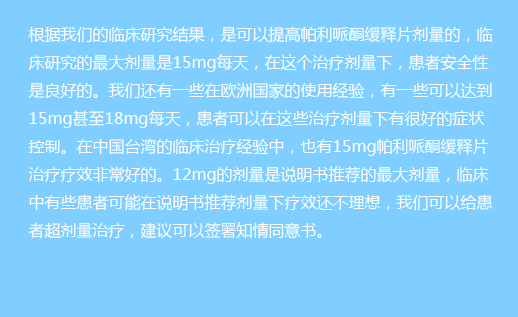 根据我们的临床研究结果，是可以提高帕利哌酮缓释片剂量的，临
床研究的最大剂量是15mg每天，在这个治疗剂量下，患者安全性
是良好的。我们还有一些在欧洲国家的使用经验，有一些可以达到
15mg甚至18mg每天，患者可以在这些治疗剂量下有很好的症状
控制。在中国台湾的临床治疗经验中，也有15mg帕利哌酮缓释片
治疗疗效非常好的。12mg的剂量是说明书推荐的最大剂量，临床
中有些患者可能在说明书推荐剂量下疗效还不理想，我们可以给患
者超剂量治疗，建议可以签署知情同意书。